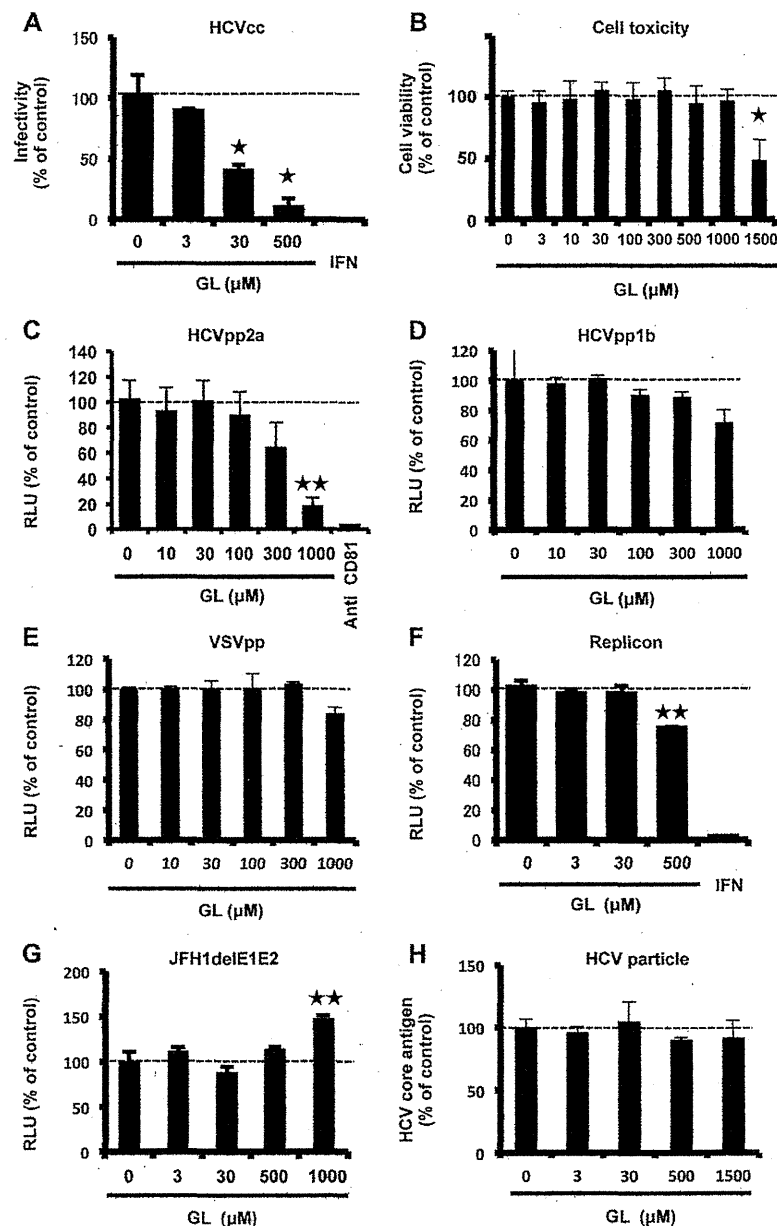 A
HCVcc
Infectivity
(% of control)
150
100
50
0
0 3 30 500
IFN
GL (µM)
B
Cell toxicity
Cell viability
(% of control)
150
100
50
0
0 3 10 30 100 300 500 1000 1500
GL (µM)
C
HCVpp2a
RLU (% of control)
140
120
100
80
60
40
20
0
0 10 30 100 300 1000
Anti CD81
GL (µM)
D
HCVpp1b
RLU (% of control)
120
100
80
60
40
20
0
0 10 30 100 300 1000
GL (µM)
E
VSVpp
RLU (% of control)
120
100
80
60
40
20
0
0 10 30 100 300 1000
GL (µM)
F
Replicon
RLU (% of control)
120
100
80
60
40
20
0
0 3 30 500
IFN
GL (µM)
G
JFH1delE1E2
RLU (% of control)
200
150
100
50
0
0 3 30 500 1000
GL (µM)
H
HCV particle
HCV core antigen
(% of control)
150
100
50
0
0 3 30 500 1500
GL (µM)